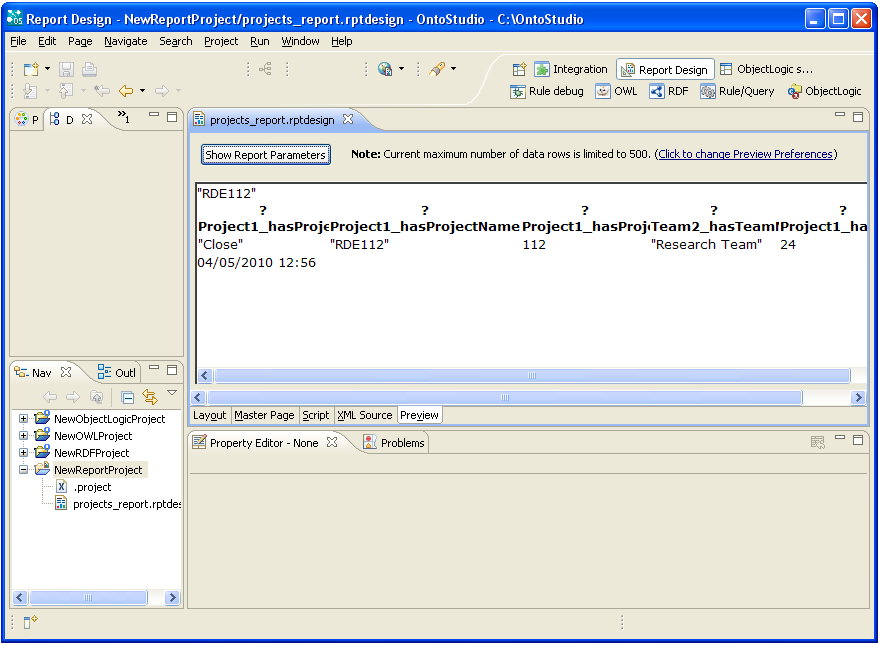 Report Design - NewReportProject/projects_report.rptdesign - OntoStudio - C:\OntoStudio
File Edit Page Navigate Search Project Run Window Help
Integration Report Design ObjectLogic s...
Rule debug OWL RDF Rule/Query ObjectLogic
P D »1
projects_report.rptdesign
Show Report Parameters Note: Current maximum number of data rows is limited to 500. (Click to change Preview Preferences)
"RDE112"
? ? ? ? ?
Project1_hasProje Project1_hasProjectName Project1_hasProj Team2_hasTeam Project1_ha
"Close" "RDE112" 112 "Research Team" 24
04/05/2010 12:56
Layout Master Page Script XML Source Preview
Nav Outl
NewObjectLogicProject
NewOWLProject
NewRDFProject
NewReportProject
.project
projects_report.rptdes
Property Editor - None Problems